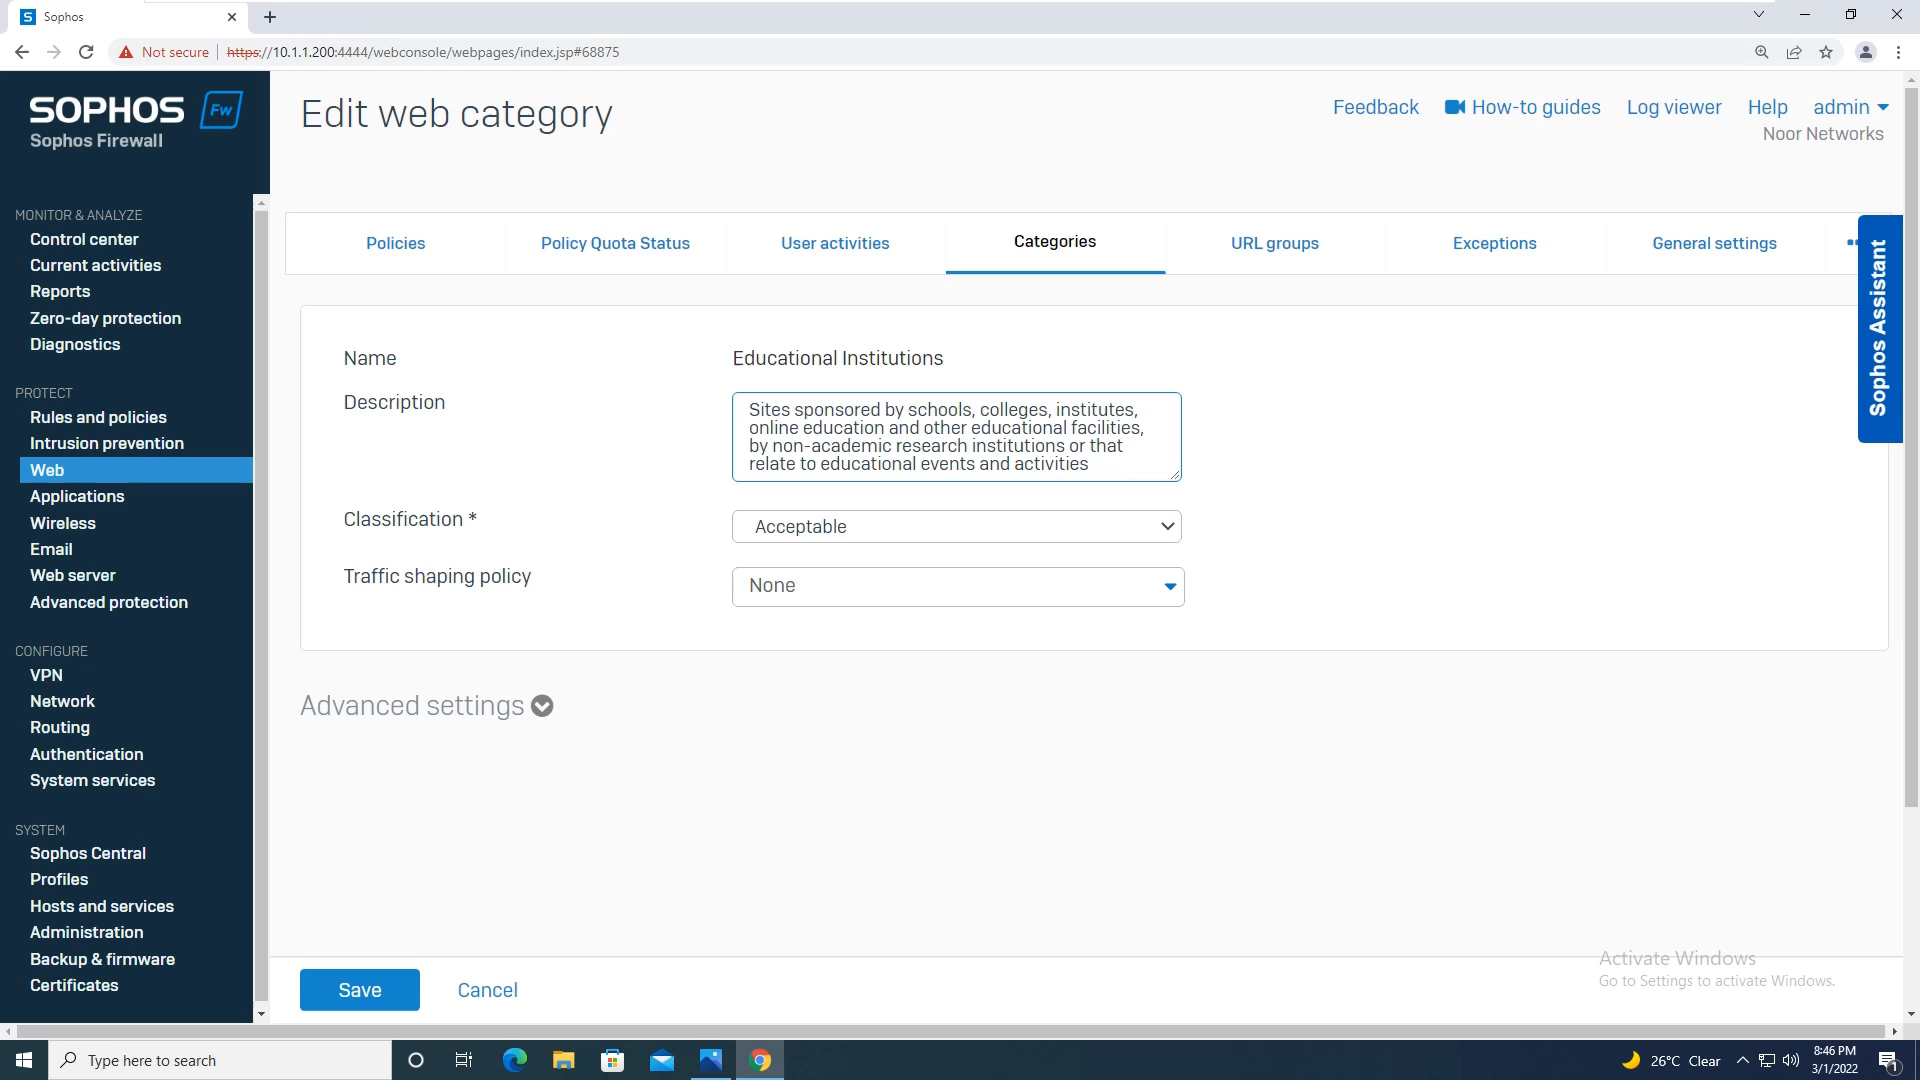 Sophos
Not secure https://10.1.1.200:4444/webconsole/webpages/index.jsp#68875
SOPHOS Fw
Sophos Firewall
Edit web category
Feedback How-to guides Log viewer Help admin
Noor Networks
MONITOR & ANALYZE
Control center
Current activities
Reports
Zero-day protection
Diagnostics
PROTECT
Rules and policies
Intrusion prevention
Web
Applications
Wireless
Email
Web server
Advanced protection
CONFIGURE
VPN
Network
Routing
Authentication
System services
SYSTEM
Sophos Central
Profiles
Hosts and services
Administration
Backup & firmware
Certificates
Policies Policy Quota Status User activities Categories URL groups Exceptions General settings
Sophos Assistant
Name Educational Institutions
Description
Sites sponsored by schools, colleges, institutes,
online education and other educational facilities,
by non-academic research institutions or that
relate to educational events and activities
Classification * Acceptable
Traffic shaping policy None
Advanced settings
Save Cancel
Activate Windows
Go to Settings to activate Windows.
Type here to search
26°C Clear
8:46 PM
3/1/2022
1